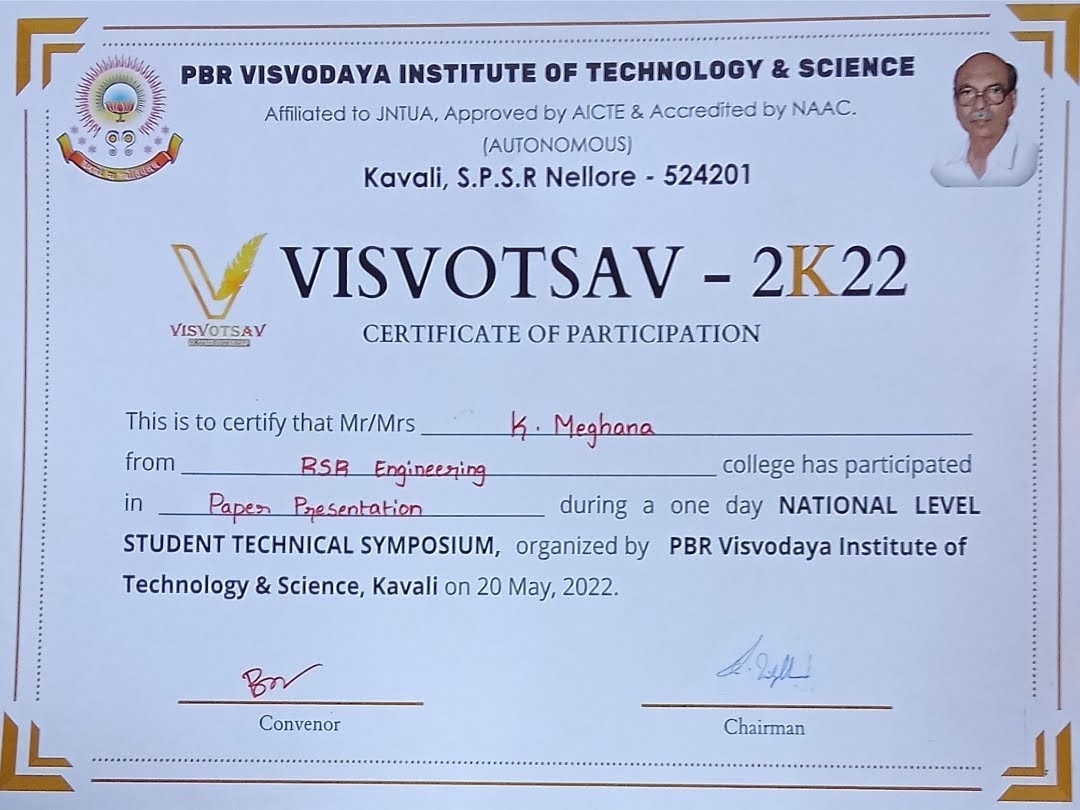 PBR VISVODAYA INSTITUTE OF TECHNOLOGY & SCIENCE
Affiliated to JNTUA, Approved by AICTE & Accredited by NAAC.
(AUTONOMOUS)
Kavali, S.P.S.R Nellore - 524201
VISVOTSAV - 2K22
VISVOTSAV
CERTIFICATE OF PARTICIPATION
This is to certify that Mr/Mrs K. Meghana
from RSR Engineering college has participated
in Paper Presentation during a one day NATIONAL LEVEL
STUDENT TECHNICAL SYMPOSIUM, organized by PBR Visvodaya Institute of
Technology & Science, Kavali on 20 May, 2022.
Convenor
Chairman